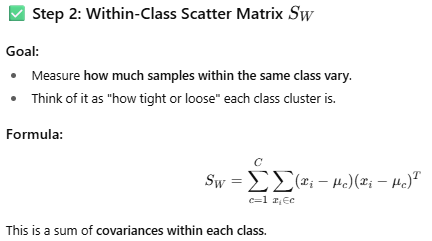 ✅ Step 2: Within-Class Scatter Matrix $S_W$
Goal:
• Measure how much samples within the same class vary.
• Think of it as "how tight or loose" each class cluster is.
Formula:
$S_W = \sum_{c=1}^{C} \sum_{x_i \in c} (x_i - \mu_c)(x_i - \mu_c)^T$
This is a sum of covariances within each class.